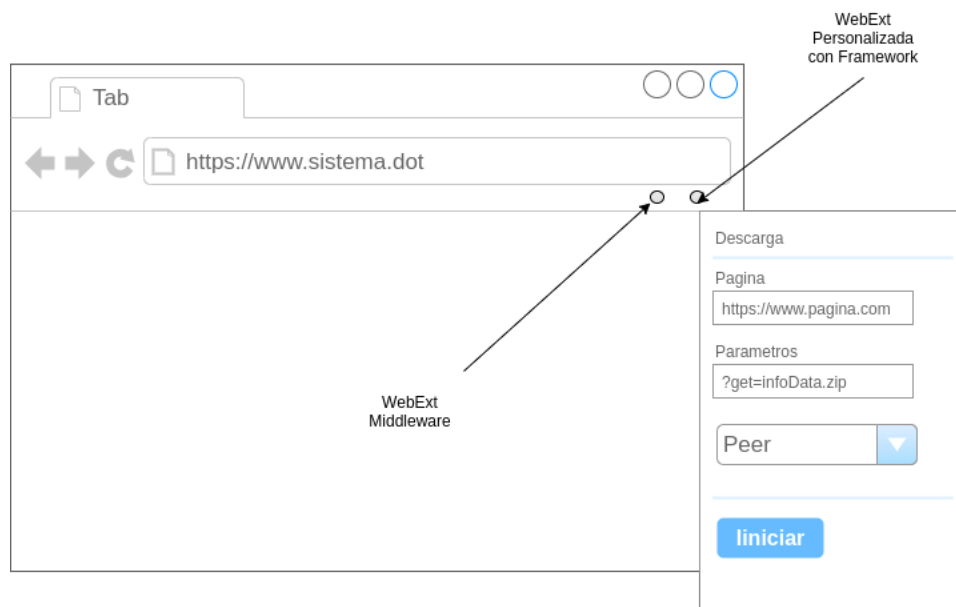 WebExt
Personalizada
con Framework
Tab
https://www.sistema.dot
Descarga
Pagina
https://www.pagina.com
Parametros
?get=infoData.zip
Peer
Iiniciar
WebExt
Middleware